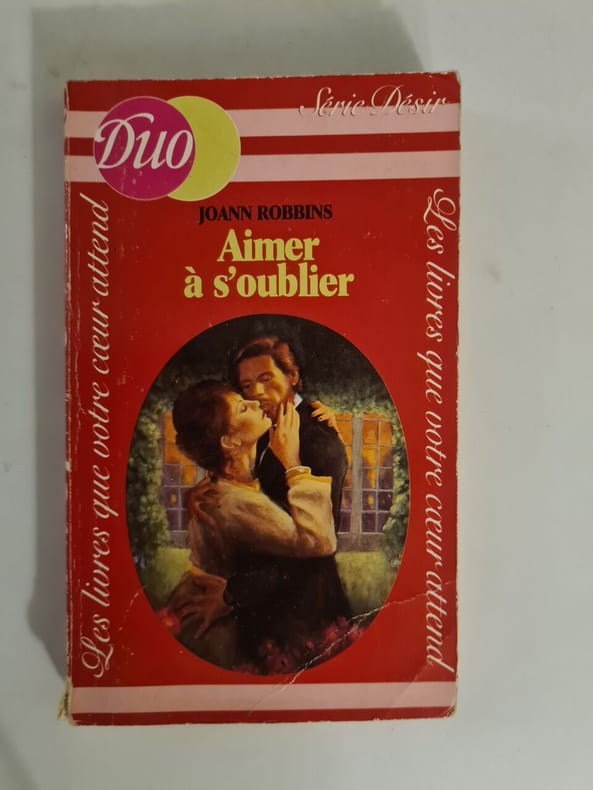 Série Désir
Duo
JOANN ROBBINS
Aimer
à s'oublier
Les livres que votre cœur attend
Les livres que votre cœur attend